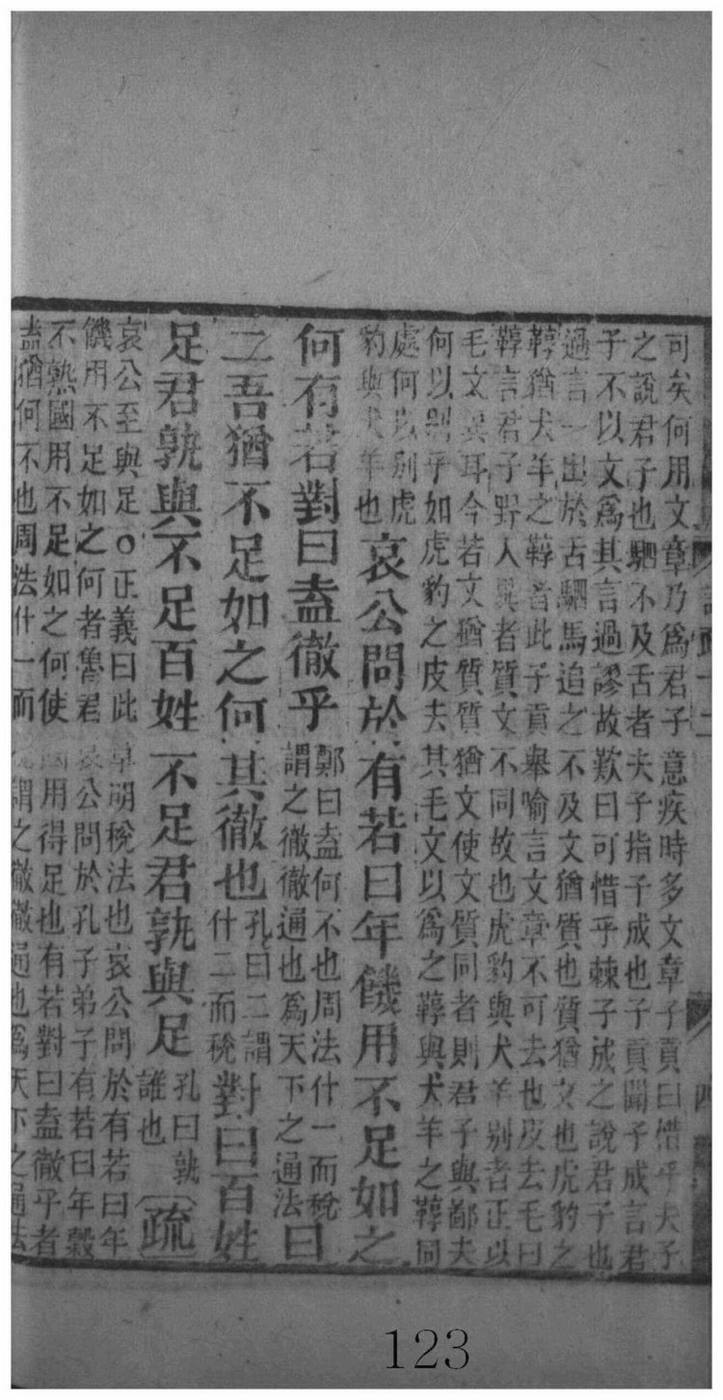 可矣何用文章乃爲君子意疾時多文章子貢曰惜乎夫子
之說君子也駟不及舌者夫子指子成也子貢聞子成言君
子不以文爲其言過謬故歎曰可惜乎棘子成之說君子也
過言一出於舌駟馬追之不及文猶質也質猶文也虎豹之
鞟猶犬羊之鞟者此子貢舉喻言文章不可去也皮去毛曰
鞟言君子野人異者質文不同故也虎豹與犬羊别者正以
毛文異耳今若文猶質質猶文使文質同者則君子與鄙夫
何以别乎如虎豹之皮去其毛文以爲之鞟與犬羊之鞟同
處何以别虎
豹與犬羊也
哀公問於有若曰年饑用不足如之
何有若對曰盍徹乎
鄭曰盍何不也周法什一而稅
謂之徹徹通也爲天下之通法
曰
二吾猶不足如之何其徹也
孔曰二謂
什二而稅
對曰百姓
足君孰與不足百姓不足君孰與足
孔曰孰
誰也
疏
哀公至與足○正義曰此章明稅法也哀公問於有若曰年
饑用不足如之何者魯君哀公問於孔子弟子有若曰年穀
不熟國用不足如之何使國用得足也有若對曰盍徹乎者
盍猶何不也周法什一而稅謂之徹徹通也爲天下之通法
123